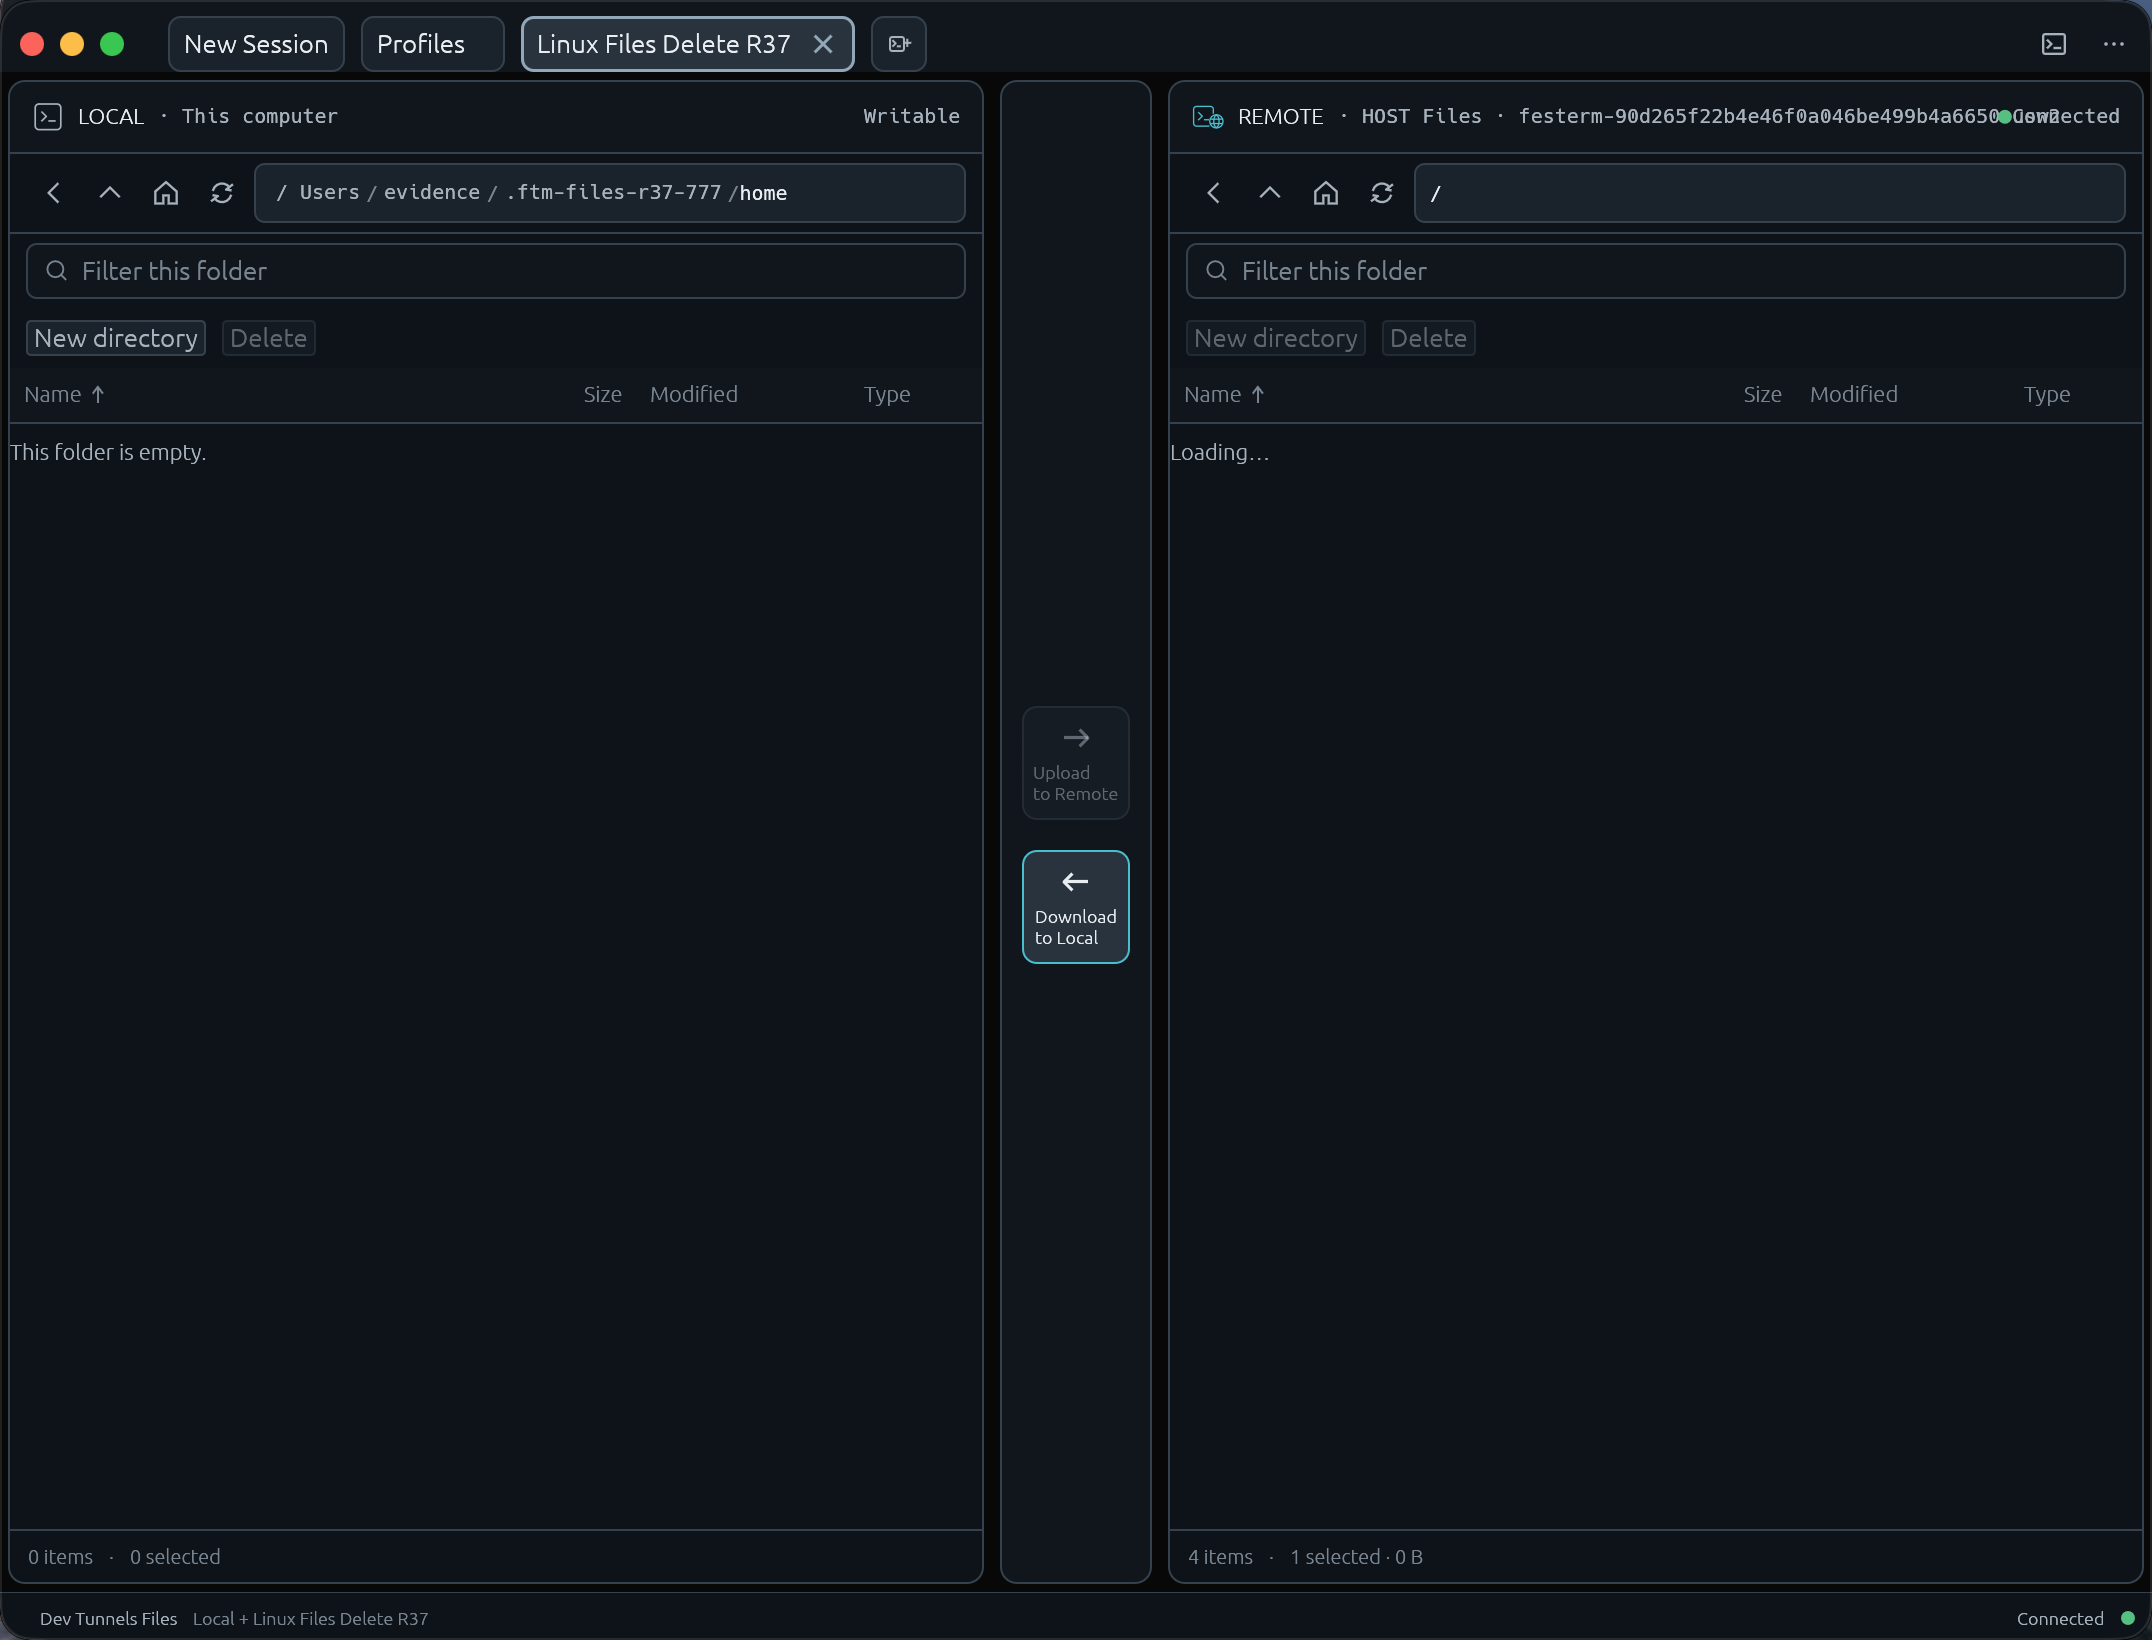 New Session Profiles Linux Files Delete R37
LOCAL · This computer Writable
/ Users / evidence / .ftm-files-r37-777 /home
Filter this folder
New directory Delete
Name ↑ Size Modified Type
This folder is empty.
0 items · 0 selected
Upload
to Remote
Download
to Local
REMOTE · HOST Files · festerm-90d265f22b4e46f0a046be499b4a6650 Connected
/
Filter this folder
New directory Delete
Name ↑ Size Modified Type
Loading...
4 items · 1 selected · 0 B
Dev Tunnels Files Local + Linux Files Delete R37 Connected